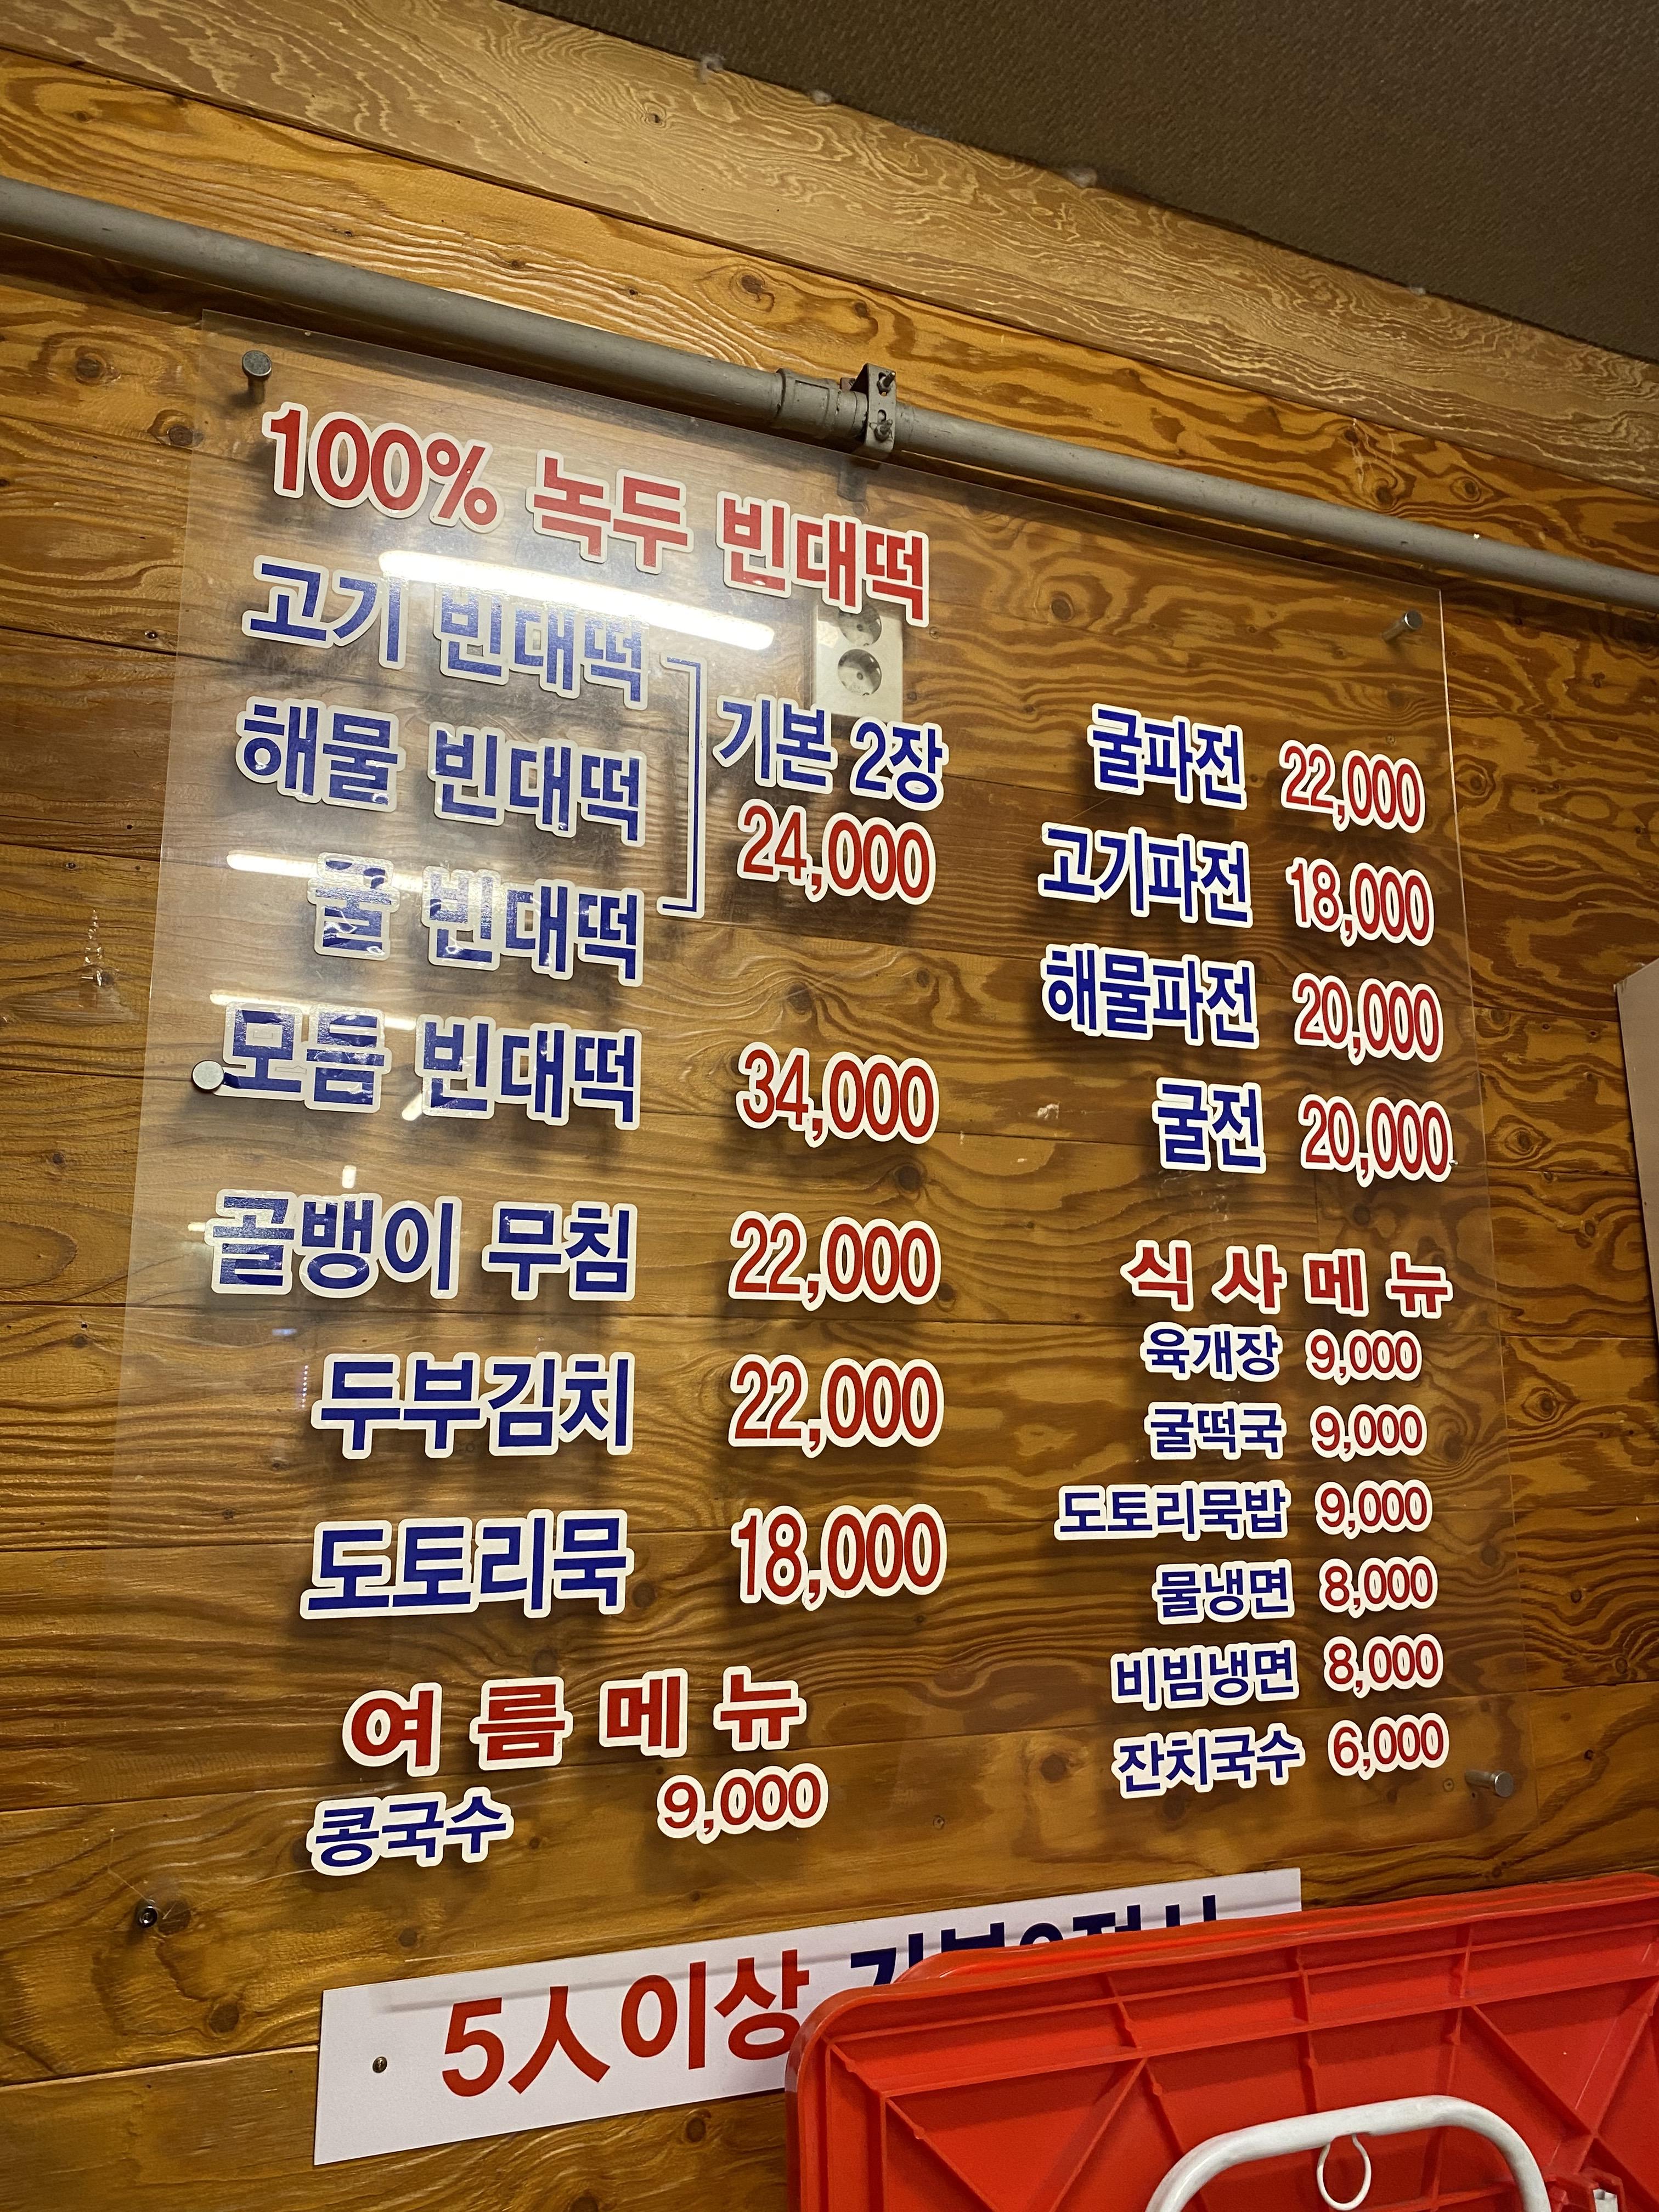 100% 녹두 빈대떡
고기 빈대떡
해물 빈대떡
굴 빈대떡
기본 2장
24,000
모듬 빈대떡 34,000
골뱅이 무침 22,000
두부김치 22,000
도토리묵 18,000
여름메뉴
콩국수 9,000
굴파전 22,000
고기파전 18,000
해물파전 20,000
굴전 20,000
식사메뉴
육개장 9,000
굴떡국 9,000
도토리묵밥 9,000
물냉면 8,000
비빔냉면 8,000
잔치국수 6,000
5人이상